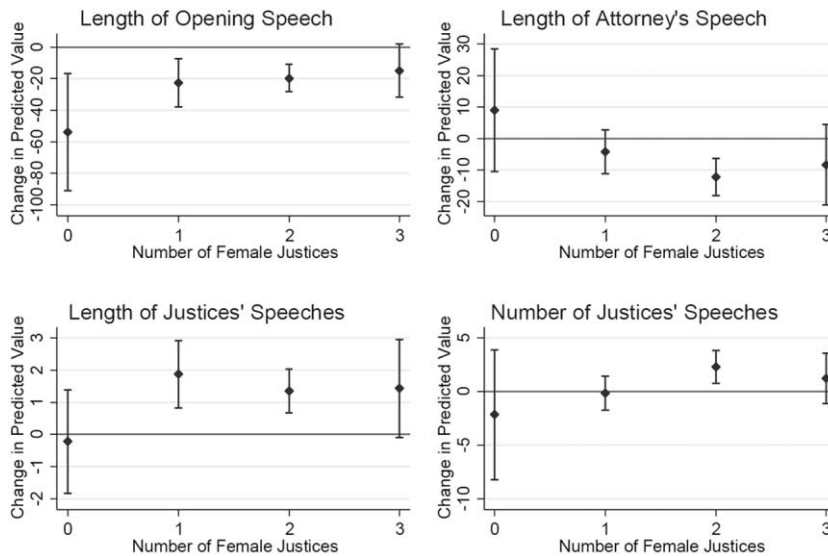 Length of Opening Speech
Change in Predicted Value
0
-20
-40
-60
-80
-100
0 1 2 3
Number of Female Justices
Length of Attorney's Speech
Change in Predicted Value
30
20
10
0
-10
-20
0 1 2 3
Number of Female Justices
Length of Justices' Speeches
Change in Predicted Value
3
2
1
0
-1
-2
0 1 2 3
Number of Female Justices
Number of Justices' Speeches
Change in Predicted Value
5
0
-5
-10
0 1 2 3
Number of Female Justices